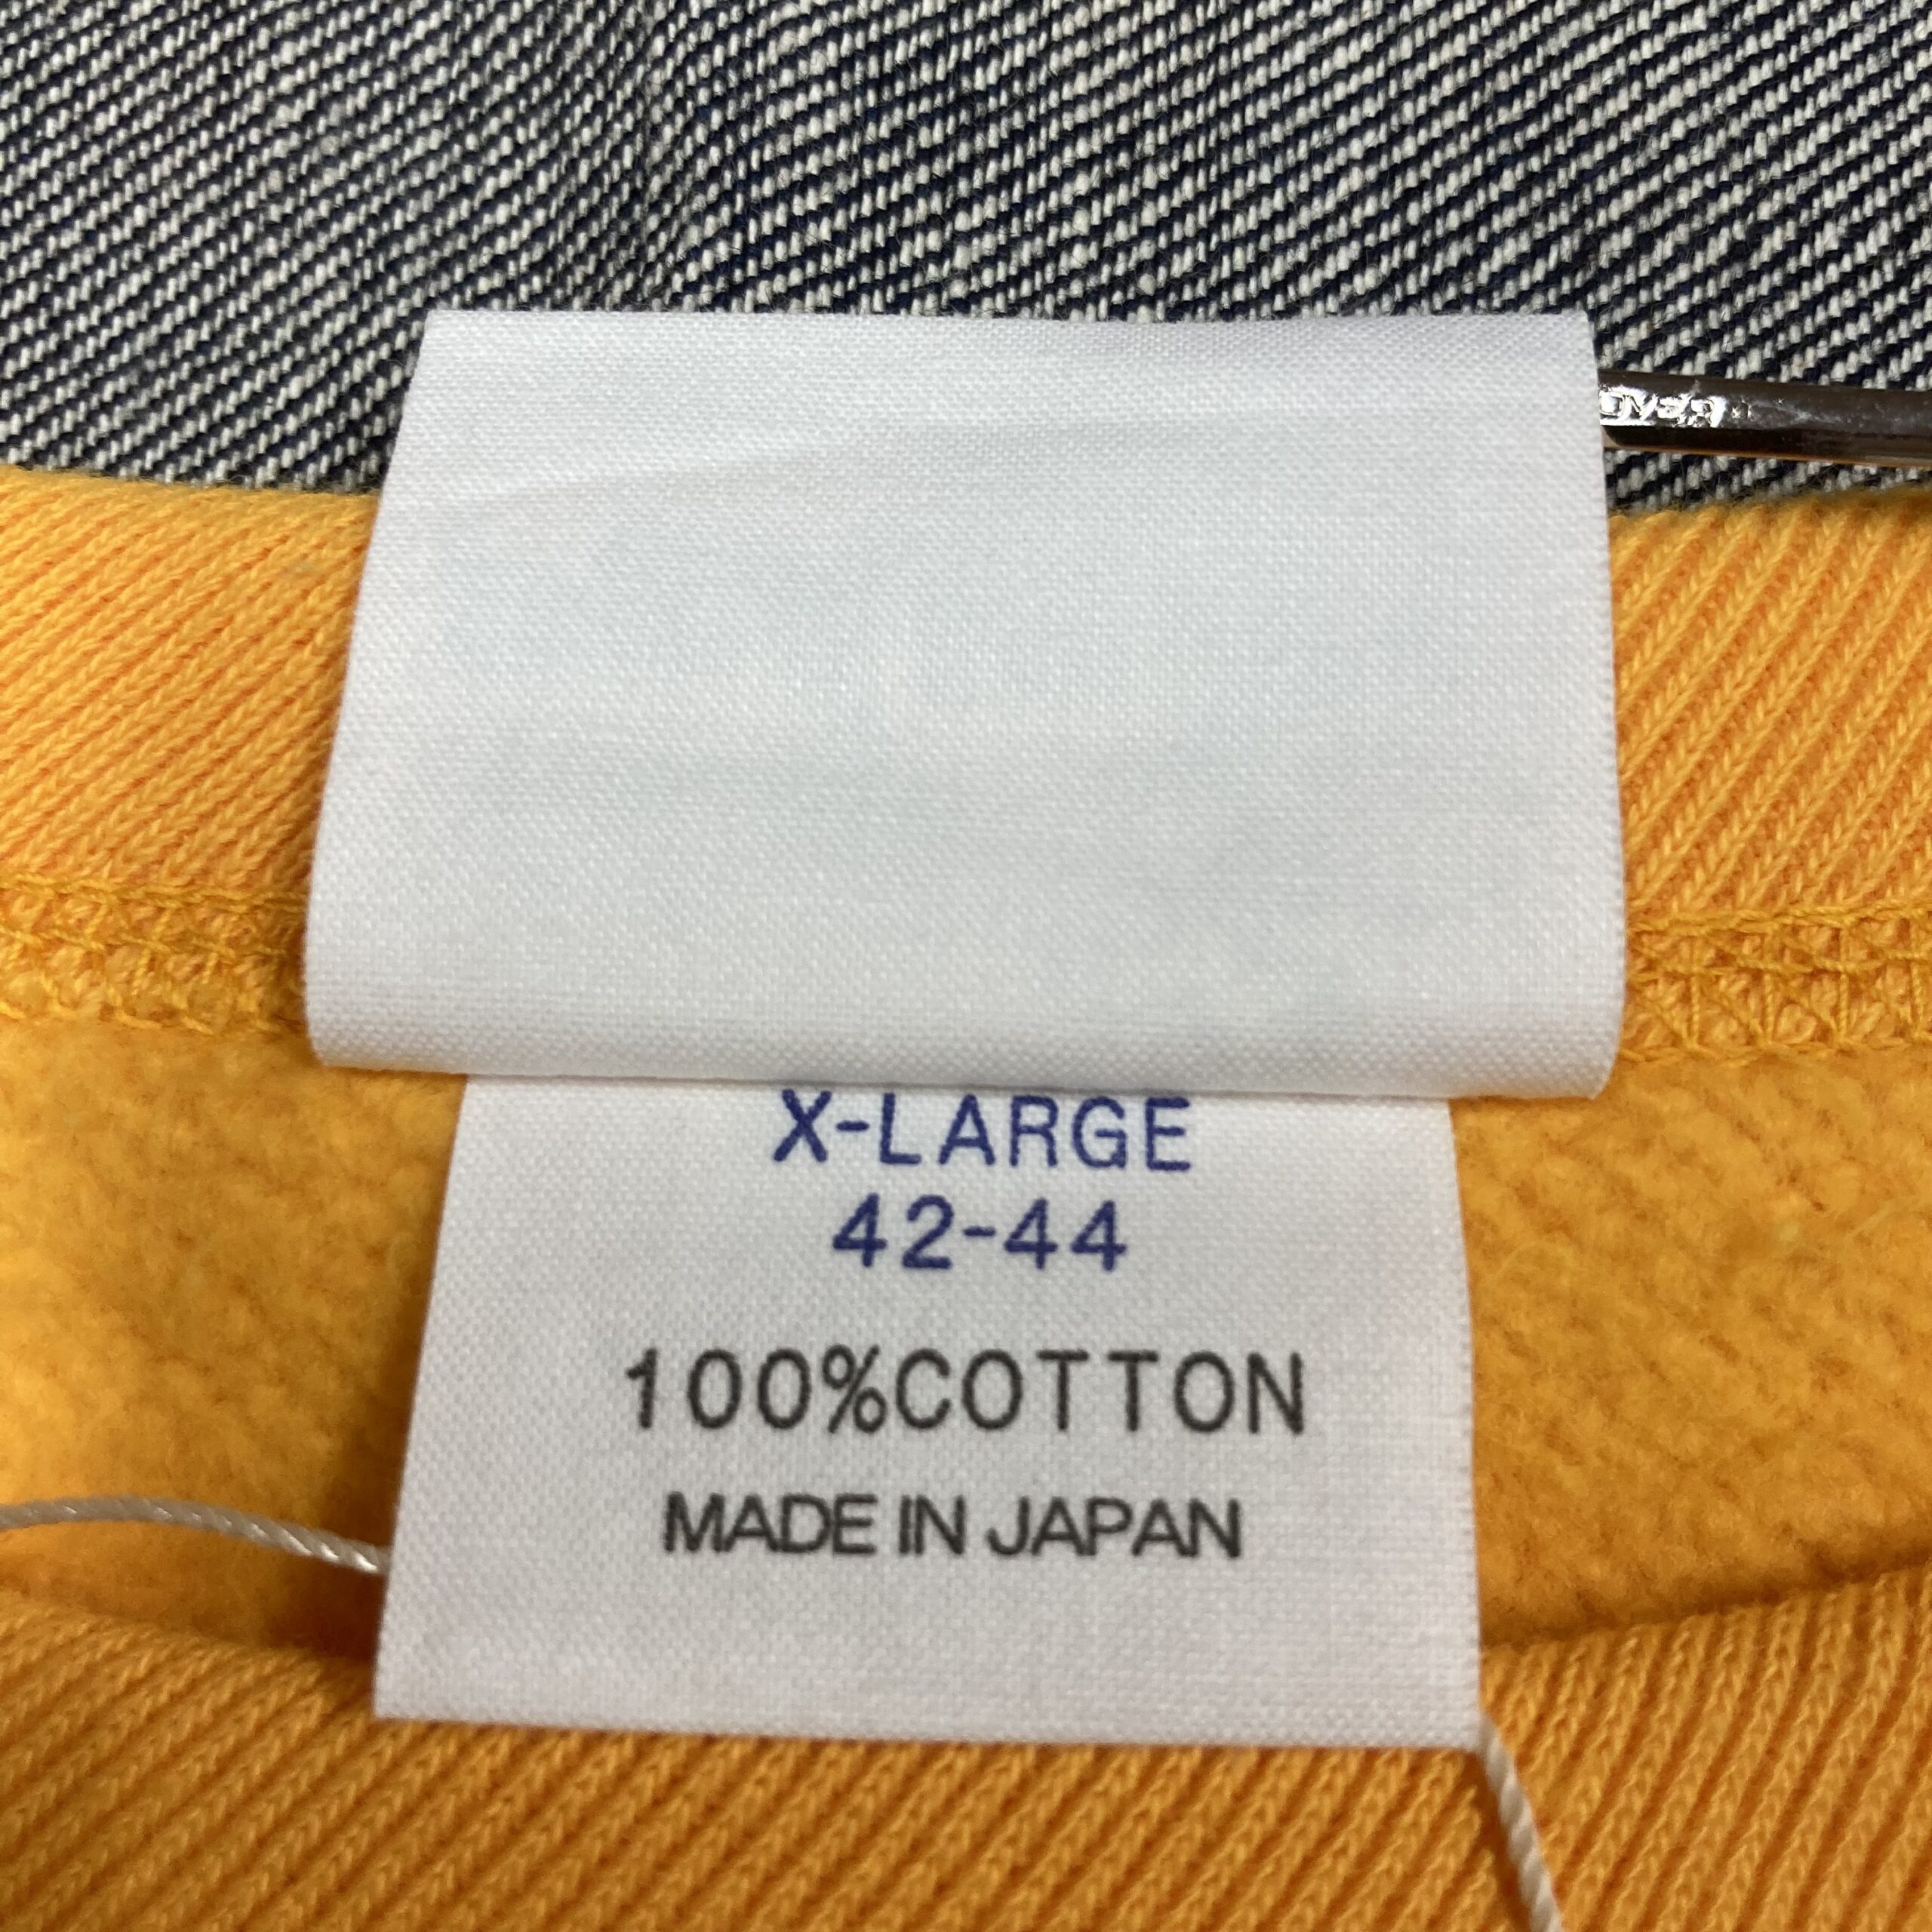 X-LARGE
42-44
100%COTTON
MADE IN JAPAN